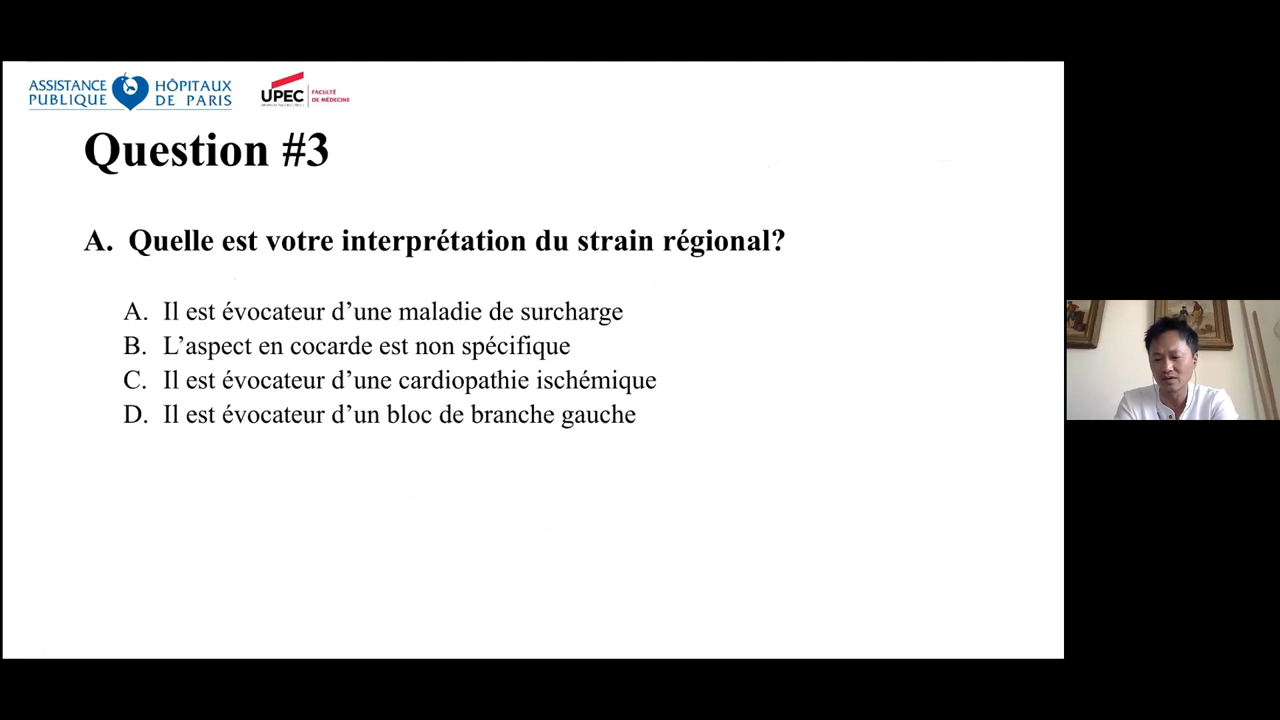 ASSISTANCE PUBLIQUE HÔPITAUX DE PARIS
UPEC FACULTÉ DE MÉDECINE
Question #3
A. Quelle est votre interprétation du strain régional?
A. Il est évocateur d’une maladie de surcharge
B. L’aspect en cocarde est non spécifique
C. Il est évocateur d’une cardiopathie ischémique
D. Il est évocateur d’un bloc de branche gauche